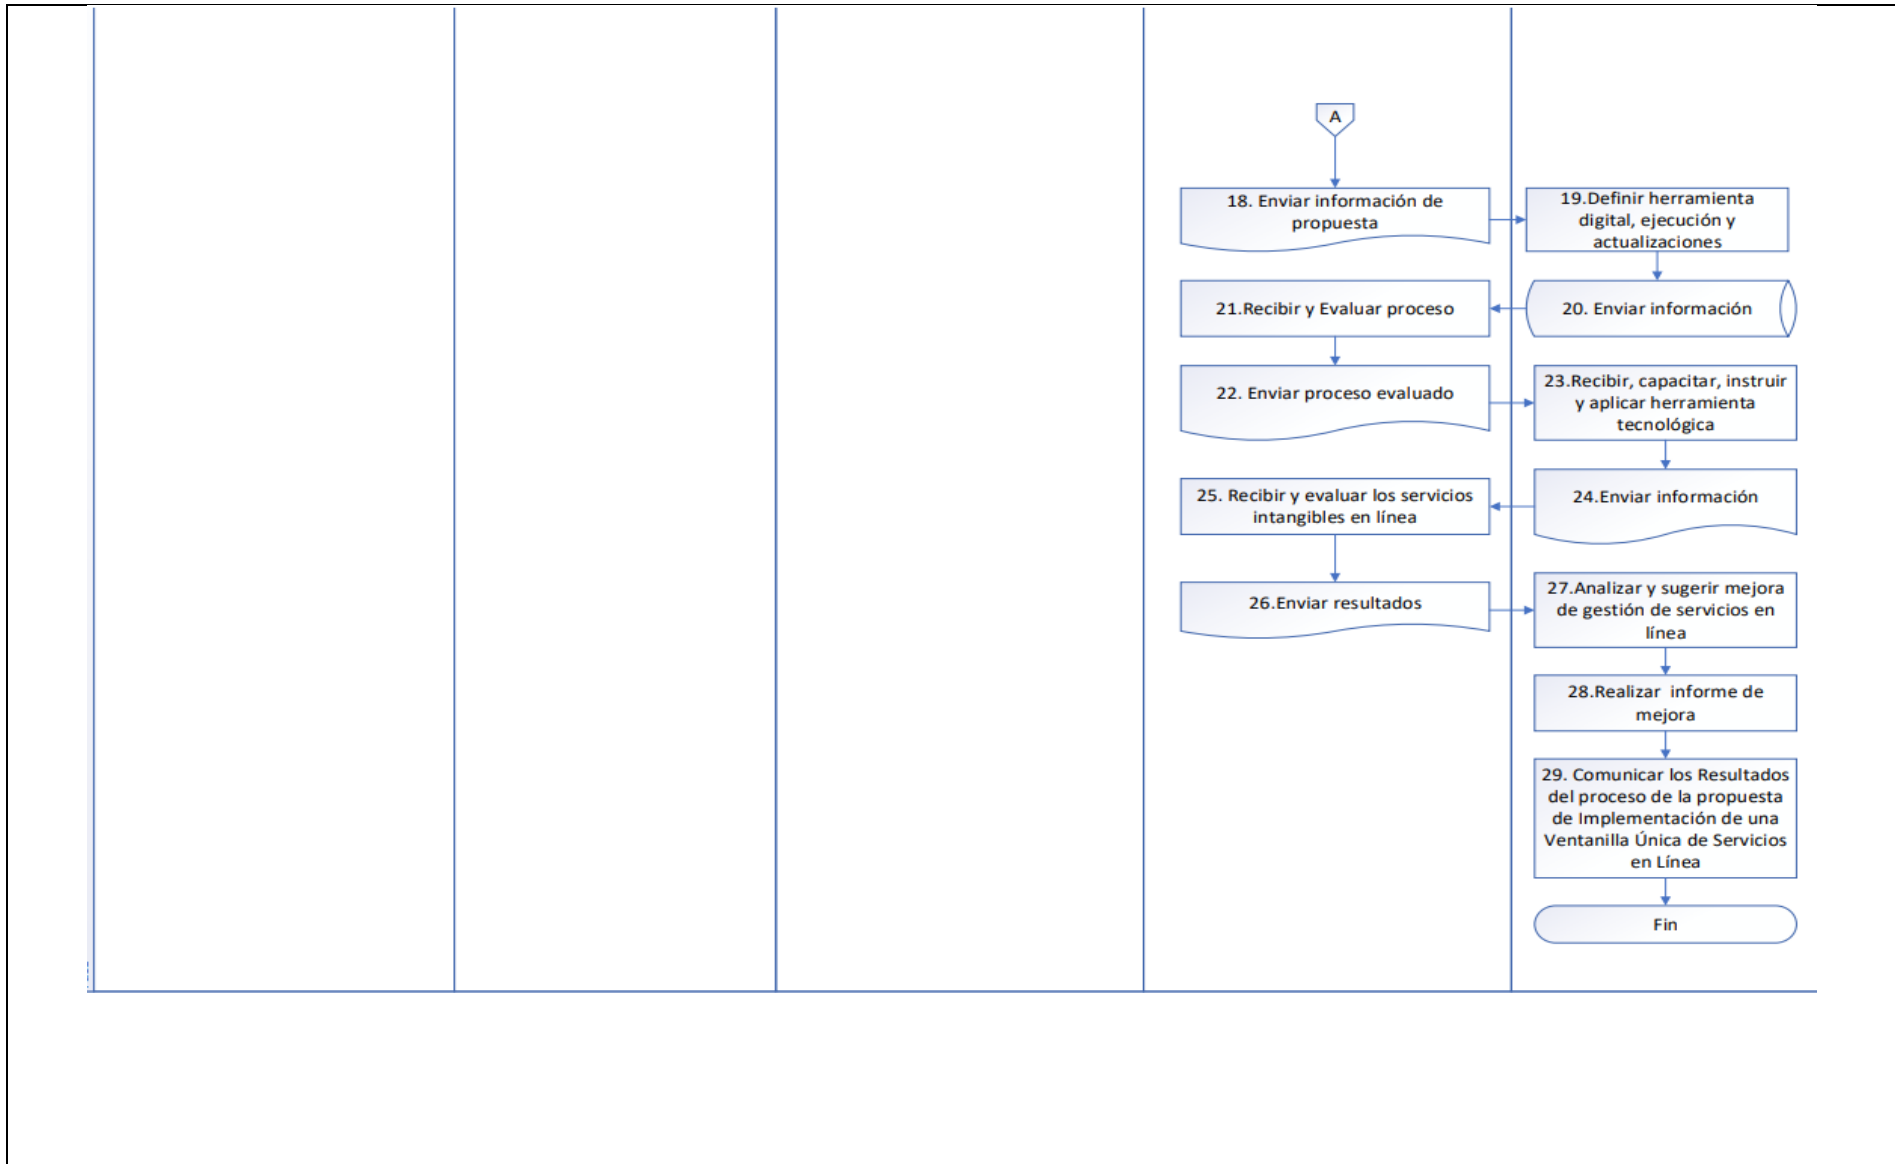 A
18. Enviar información de
propuesta
19.Definir herramienta
digital, ejecución y
actualizaciones
20. Enviar información
21.Recibir y Evaluar proceso
22. Enviar proceso evaluado
23.Recibir, capacitar, instruir
y aplicar herramienta
tecnológica
24.Enviar información
25. Recibir y evaluar los servicios
intangibles en línea
26.Enviar resultados
27.Analizar y sugerir mejora
de gestión de servicios en
línea
28.Realizar informe de
mejora
29. Comunicar los Resultados
del proceso de la propuesta
de Implementación de una
Ventanilla Única de Servicios
en Línea
Fin